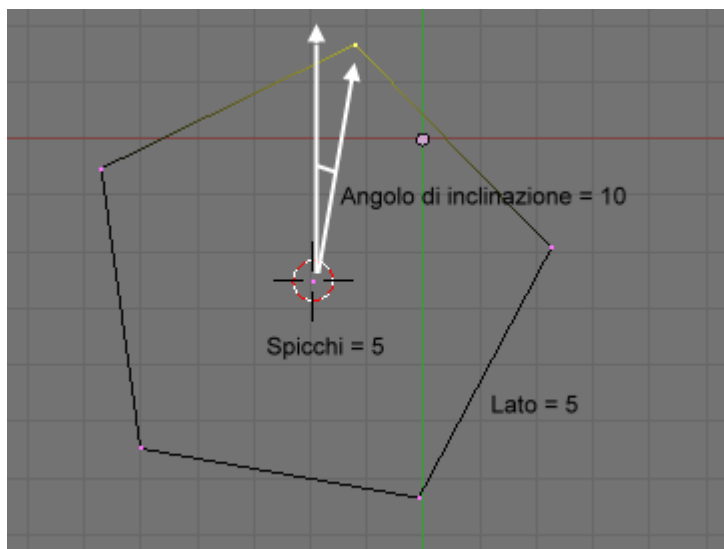 Angolo di inclinazione = 10
Spicchi = 5
Lato = 5